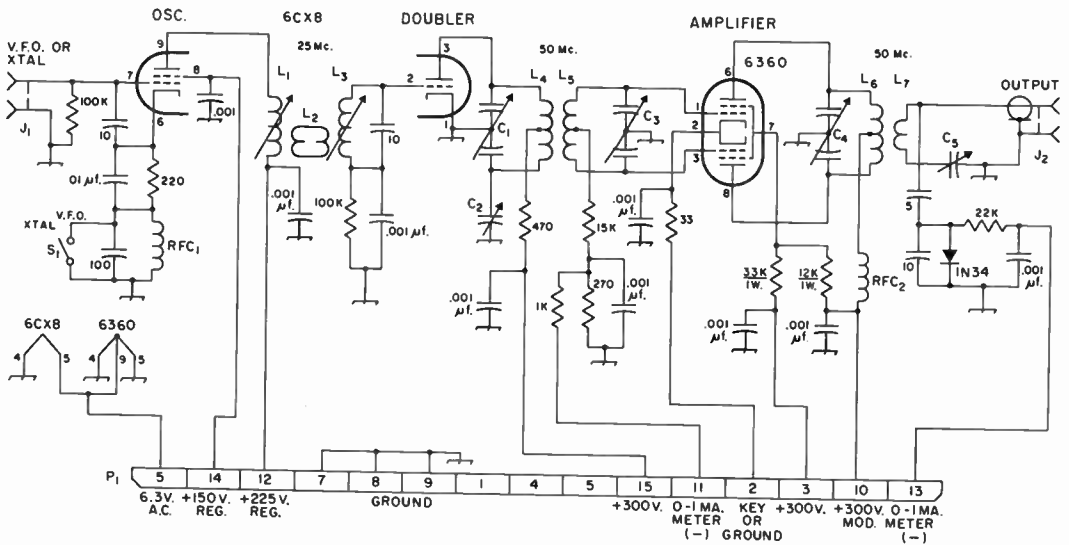 OSC.
6CX8
DOUBLER
AMPLIFIER
25 Mc.
50 Mc.
6360
50 Mc.
V.F.O. OR
XTAL
J1
100K
10
7
9
8
6
.001
L1
L2
L3
10
3
2
1
C1
L4
L5
C3
1
2
3
6
7
8
C4
L6
L7
OUTPUT
C5
J2
.01 µf.
220
V.F.O.
XTAL
S1
100
RFC1
.001
µf.
100K
.001 µf.
C2
470
.001
µf.
15K
1K
270
.001
µf.
.001
µf.
33
33K
1W.
12K
1W.
RFC2
.001
µf.
.001
µf.
5
22K
10
1N34
.001
µf.
6CX8
6360
4
5
4
9
5
P1
5
14
12
7
8
9
1
4
5
15
11
2
3
10
13
6.3V.
A.C.
+150V.
REG.
+225V.
REG.
GROUND
+300V.
0-1MA.
METER
(-)
KEY
OR
GROUND
+300V.
+300V.
MOD.
0-1MA.
METER
(-)